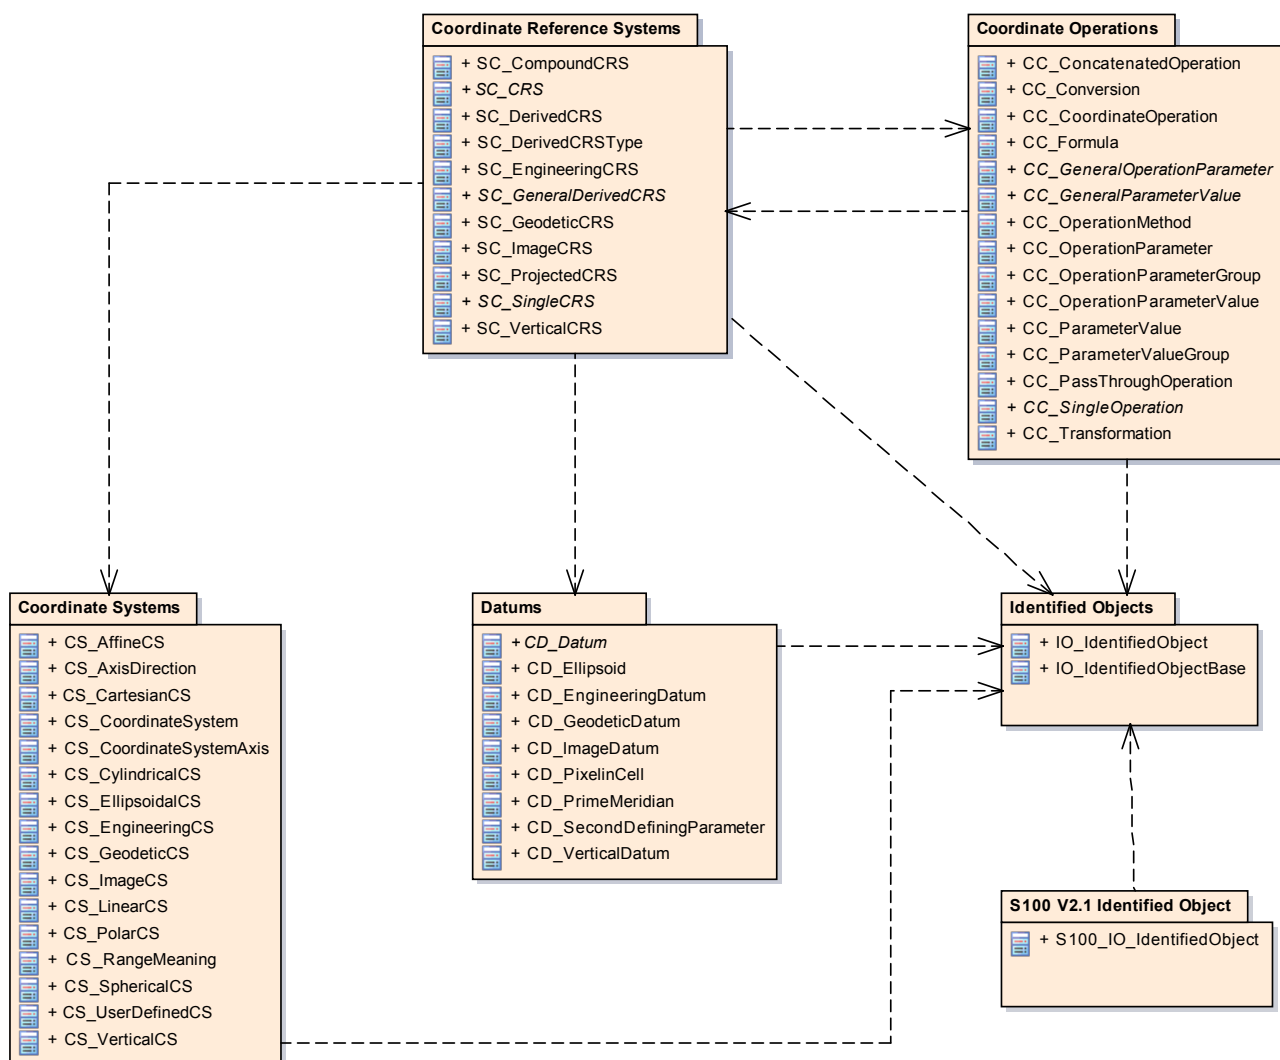 Coordinate Reference Systems
+ SC_CompoundCRS
+ SC_CRS
+ SC_DerivedCRS
+ SC_DerivedCRSType
+ SC_EngineeringCRS
+ SC_GeneralDerivedCRS
+ SC_GeodeticCRS
+ SC_ImageCRS
+ SC_ProjectedCRS
+ SC_SingleCRS
+ SC_VerticalCRS
Coordinate Operations
+ CC_ConcatenatedOperation
+ CC_Conversion
+ CC_CoordinateOperation
+ CC_Formula
+ CC_GeneralOperationParameter
+ CC_GeneralParameterValue
+ CC_OperationMethod
+ CC_OperationParameter
+ CC_OperationParameterGroup
+ CC_OperationParameterValue
+ CC_ParameterValue
+ CC_ParameterValueGroup
+ CC_PassThroughOperation
+ CC_SingleOperation
+ CC_Transformation
Coordinate Systems
+ CS_AffineCS
+ CS_AxisDirection
+ CS_CartesianCS
+ CS_CoordinateSystem
+ CS_CoordinateSystemAxis
+ CS_CylindricalCS
+ CS_EllipsoidalCS
+ CS_EngineeringCS
+ CS_GeodeticCS
+ CS_ImageCS
+ CS_LinearCS
+ CS_PolarCS
+ CS_RangeMeaning
+ CS_SphericalCS
+ CS_UserDefinedCS
+ CS_VerticalCS
Datums
+ CD_Datum
+ CD_Ellipsoid
+ CD_EngineeringDatum
+ CD_GeodeticDatum
+ CD_ImageDatum
+ CD_PixelinCell
+ CD_PrimeMeridian
+ CD_SecondDefiningParameter
+ CD_VerticalDatum
Identified Objects
+ IO_IdentifiedObject
+ IO_IdentifiedObjectBase
S100 V2.1 Identified Object
+ S100_IO_IdentifiedObject